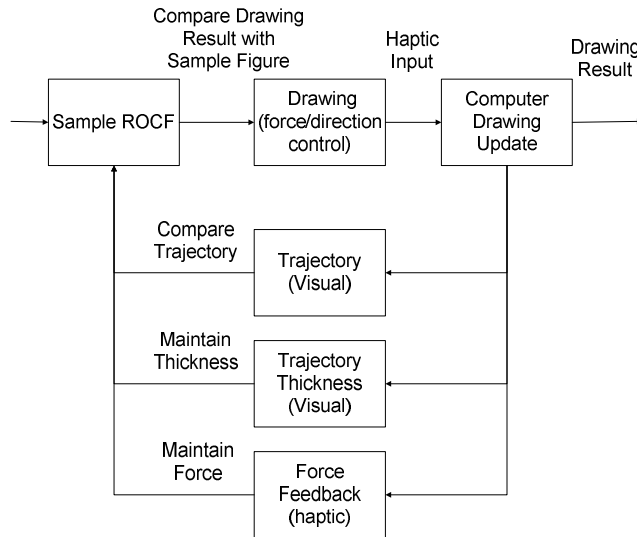 Compare Drawing
Result with
Sample Figure
Haptic
Input
Drawing
Result
Sample ROCF
Drawing
(force/direction
control)
Computer
Drawing
Update
Compare
Trajectory
Trajectory
(Visual)
Maintain
Thickness
Trajectory
Thickness
(Visual)
Maintain
Force
Force
Feedback
(haptic)